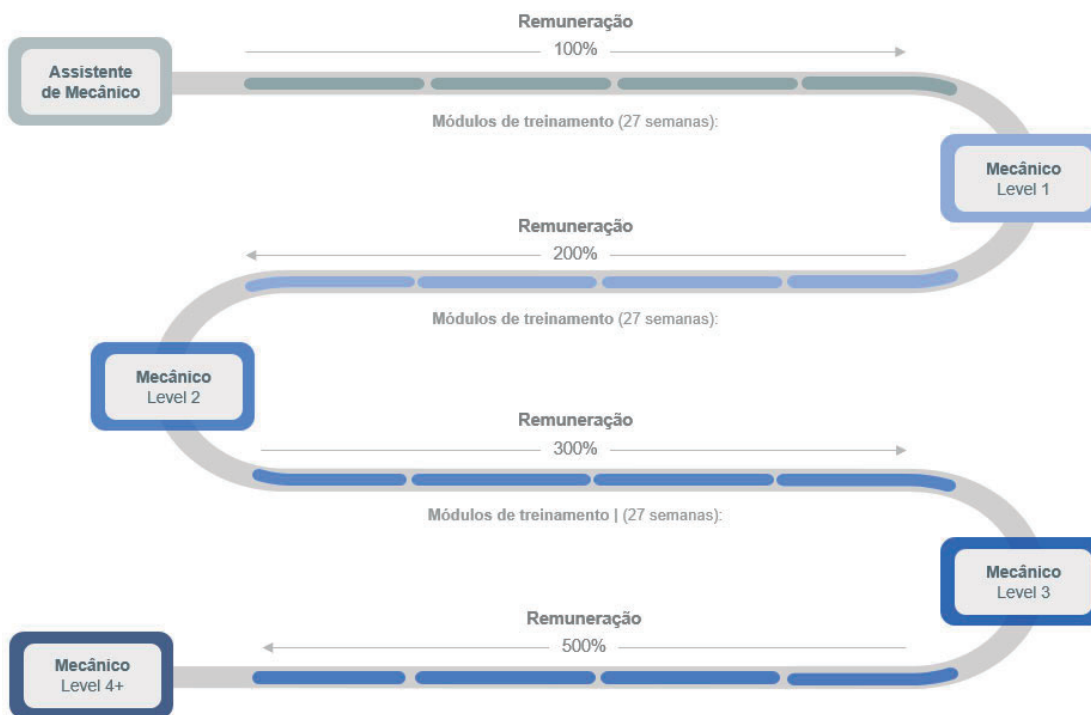 Remuneração
100%
Assistente
de Mecânico
Módulos de treinamento (27 semanas):
Mecânico
Level 1
Remuneração
200%
Módulos de treinamento (27 semanas):
Mecânico
Level 2
Remuneração
300%
Módulos de treinamento | (27 semanas):
Mecânico
Level 3
Remuneração
500%
Mecânico
Level 4+